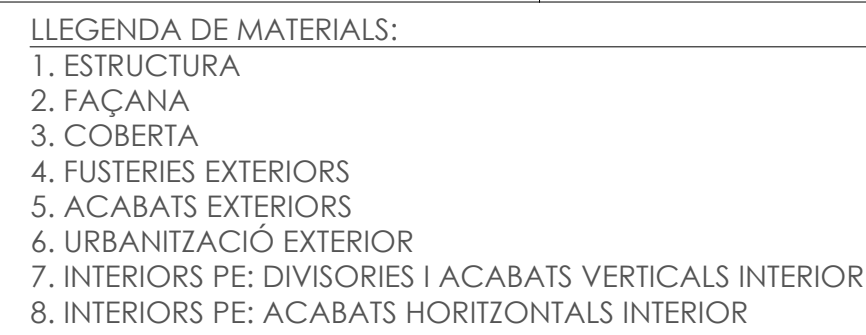 LLEGENDA DE MATERIALS:
1. ESTRUCTURA
2. FAÇANA
3. COBERTA
4. FUSTERIES EXTERIORS
5. ACABATS EXTERIORS
6. URBANITZACIÓ EXTERIOR
7. INTERIORS PE: DIVISORIES I ACABATS VERTICALS INTERIOR
8. INTERIORS PE: ACABATS HORITZONTALS INTERIOR